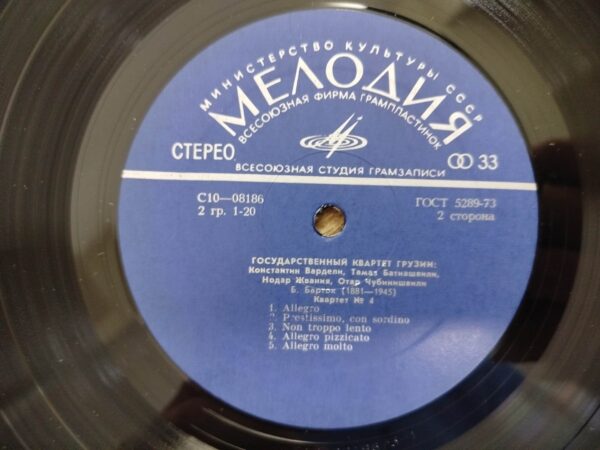 МИНИСТЕРСТВО КУЛЬТУРЫ СССР
МЕЛОДИЯ
ВСЕСОЮЗНАЯ ФИРМА ГРАМПЛАСТИНОК
СТЕРЕО
33
ВСЕСОЮЗНАЯ СТУДИЯ ГРАМЗАПИСИ
С10—08186
ГОСТ 5289-73
2 гр. 1-20
2 сторона
ГОСУДАРСТВЕННЫЙ КВАРТЕТ ГРУЗИИ:
Константин Вардели, Тамаз Батиашвили,
Нодар Жвания, Отар Чубинишвили
Б. Барток (1881—1945)
Квартет № 4
1. Allegro
2. Prestissimo, con sordino
3. Non troppo lento
4. Allegro pizzicato
5. Allegro molto